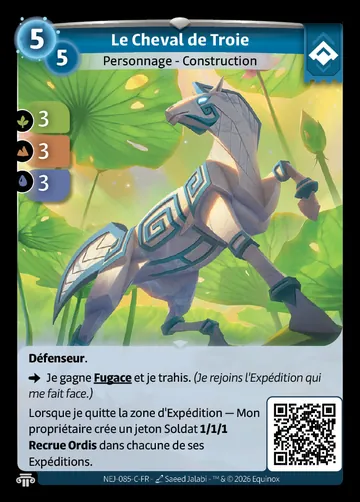 5
5
Le Cheval de Troie
Personnage - Construction
3
3
3
Défenseur.
Je gagne Fugace et je trahis. (Je rejoins l'Expédition qui
me fait face.)
Lorsque je quitte la zone d'Expédition — Mon
propriétaire crée un jeton Soldat 1/1/1
Recrue Ordis dans chacune de ses
Expéditions.
NEJ-085-C-FR - Saeed Jalabi - ™ & © 2026 Equinox